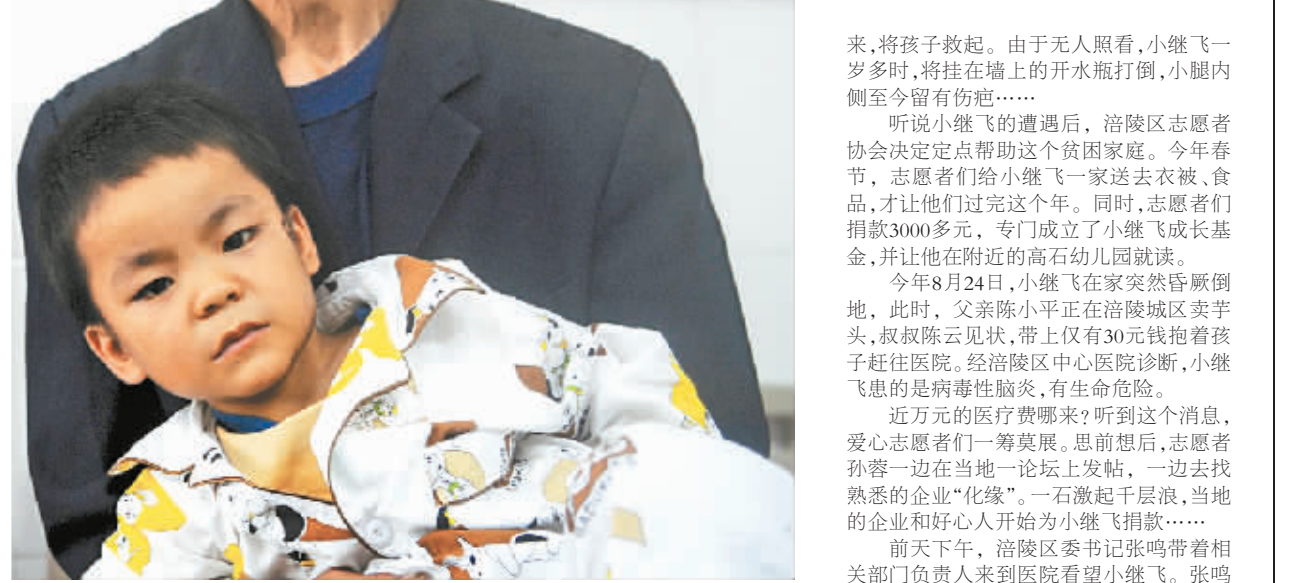 来,将孩子救起。由于无人照看,小继飞一
岁多时,将挂在墙上的开水瓶打倒,小腿内
侧至今留有伤疤……
听说小继飞的遭遇后，涪陵区志愿者
协会决定定点帮助这个贫困家庭。今年春
节，志愿者们给小继飞一家送去衣被、食
品,才让他们过完这个年。同时,志愿者们
捐款3000多元，专门成立了小继飞成长基
金,并让他在附近的高石幼儿园就读。
今年8月24日,小继飞在家突然昏厥倒
地，此时，父亲陈小平正在涪陵城区卖芋
头,叔叔陈云见状,带上仅有30元钱抱着孩
子赶往医院。经涪陵区中心医院诊断,小继
飞患的是病毒性脑炎,有生命危险。
近万元的医疗费哪来?听到这个消息,
爱心志愿者们一筹莫展。思前想后,志愿者
孙蓉一边在当地一论坛上发帖，一边去找
熟悉的企业“化缘”。一石激起千层浪,当地
的企业和好心人开始为小继飞捐款……
前天下午，涪陵区委书记张鸣带着相
关部门负责人来到医院看望小继飞。张鸣